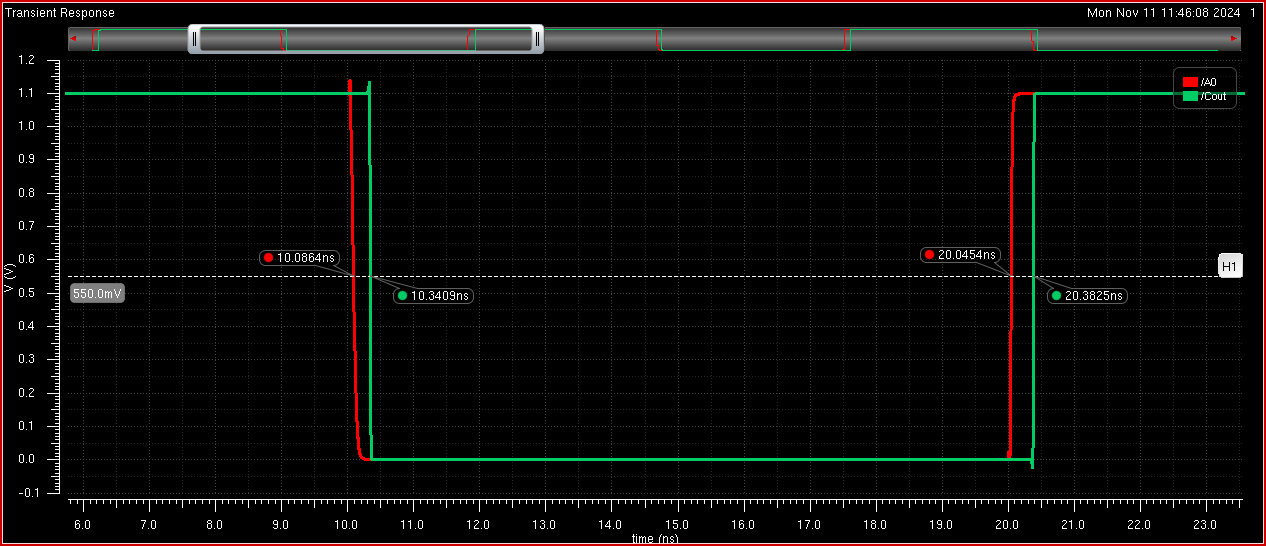 Transient Response
Mon Nov 11 11:46:08 2024 1
1.2
1.1
1.0
0.9
0.8
0.7
0.6
0.5
0.4
0.3
0.2
0.1
0.0
-0.1
V (V)
/A0
/Cout
10.0864ns
20.0454ns
H1
550.0mV
10.3409ns
20.3825ns
6.0 7.0 8.0 9.0 10.0 11.0 12.0 13.0 14.0 15.0 16.0 17.0 18.0 19.0 20.0 21.0 22.0 23.0
time (ns)